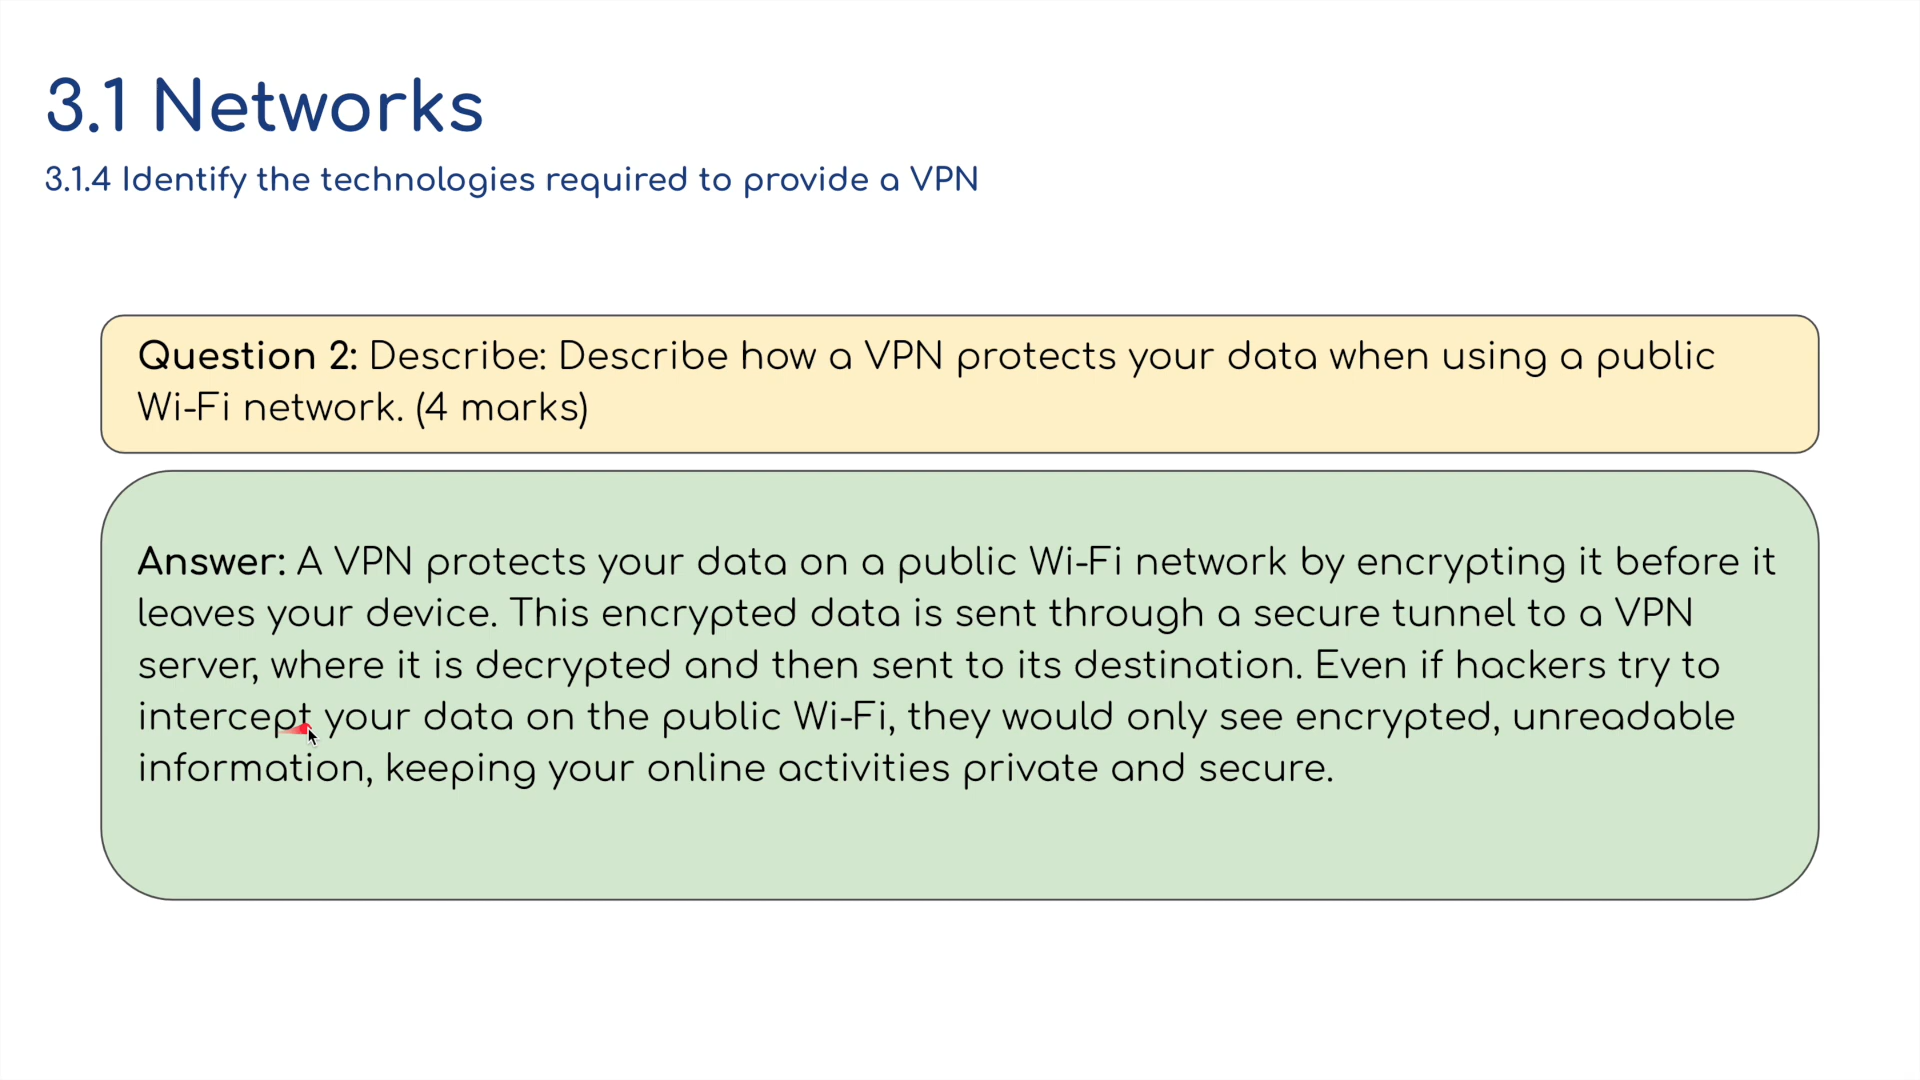 3.1 Networks
3.1.4 Identify the technologies required to provide a VPN
Question 2: Describe: Describe how a VPN protects your data when using a public
Wi-Fi network. (4 marks)
Answer: A VPN protects your data on a public Wi-Fi network by encrypting it before it
leaves your device. This encrypted data is sent through a secure tunnel to a VPN
server, where it is decrypted and then sent to its destination. Even if hackers try to
intercept your data on the public Wi-Fi, they would only see encrypted, unreadable
information, keeping your online activities private and secure.